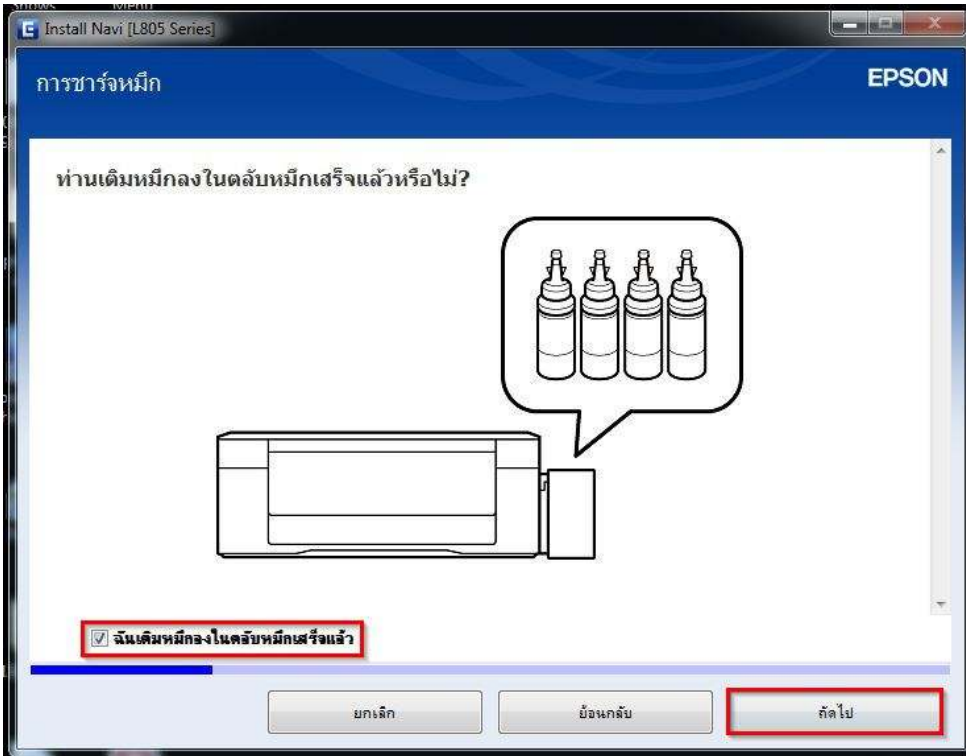 Install Navi [L805 Series]
การชาร์จหมึก
EPSON
ท่านเติมหมึกลงในตลับหมึกเสร็จแล้วหรือไม่?
ฉันเติมหมึกลงในตลับหมึกเสร็จแล้ว
ยกเลิก
ย้อนกลับ
ถัดไป